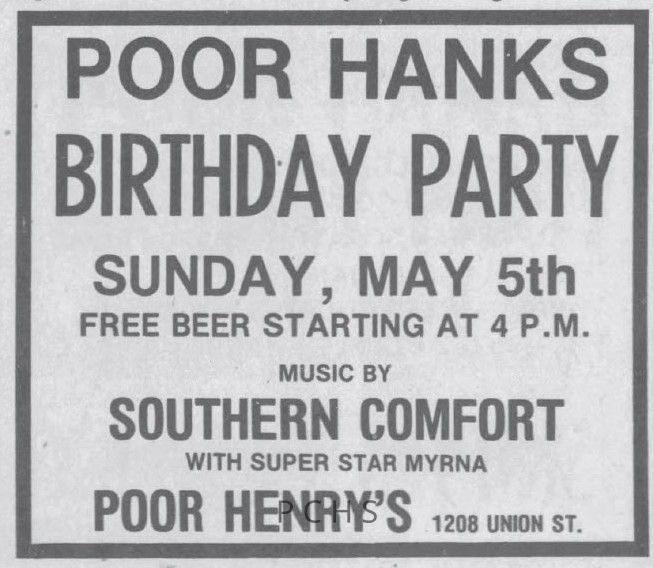 POOR HANKS
BIRTHDAY PARTY
SUNDAY, MAY 5th
FREE BEER STARTING AT 4 P.M.
MUSIC BY
SOUTHERN COMFORT
WITH SUPER STAR MYRNA
POOR HENRY'S 1208 UNION ST.
PCHS